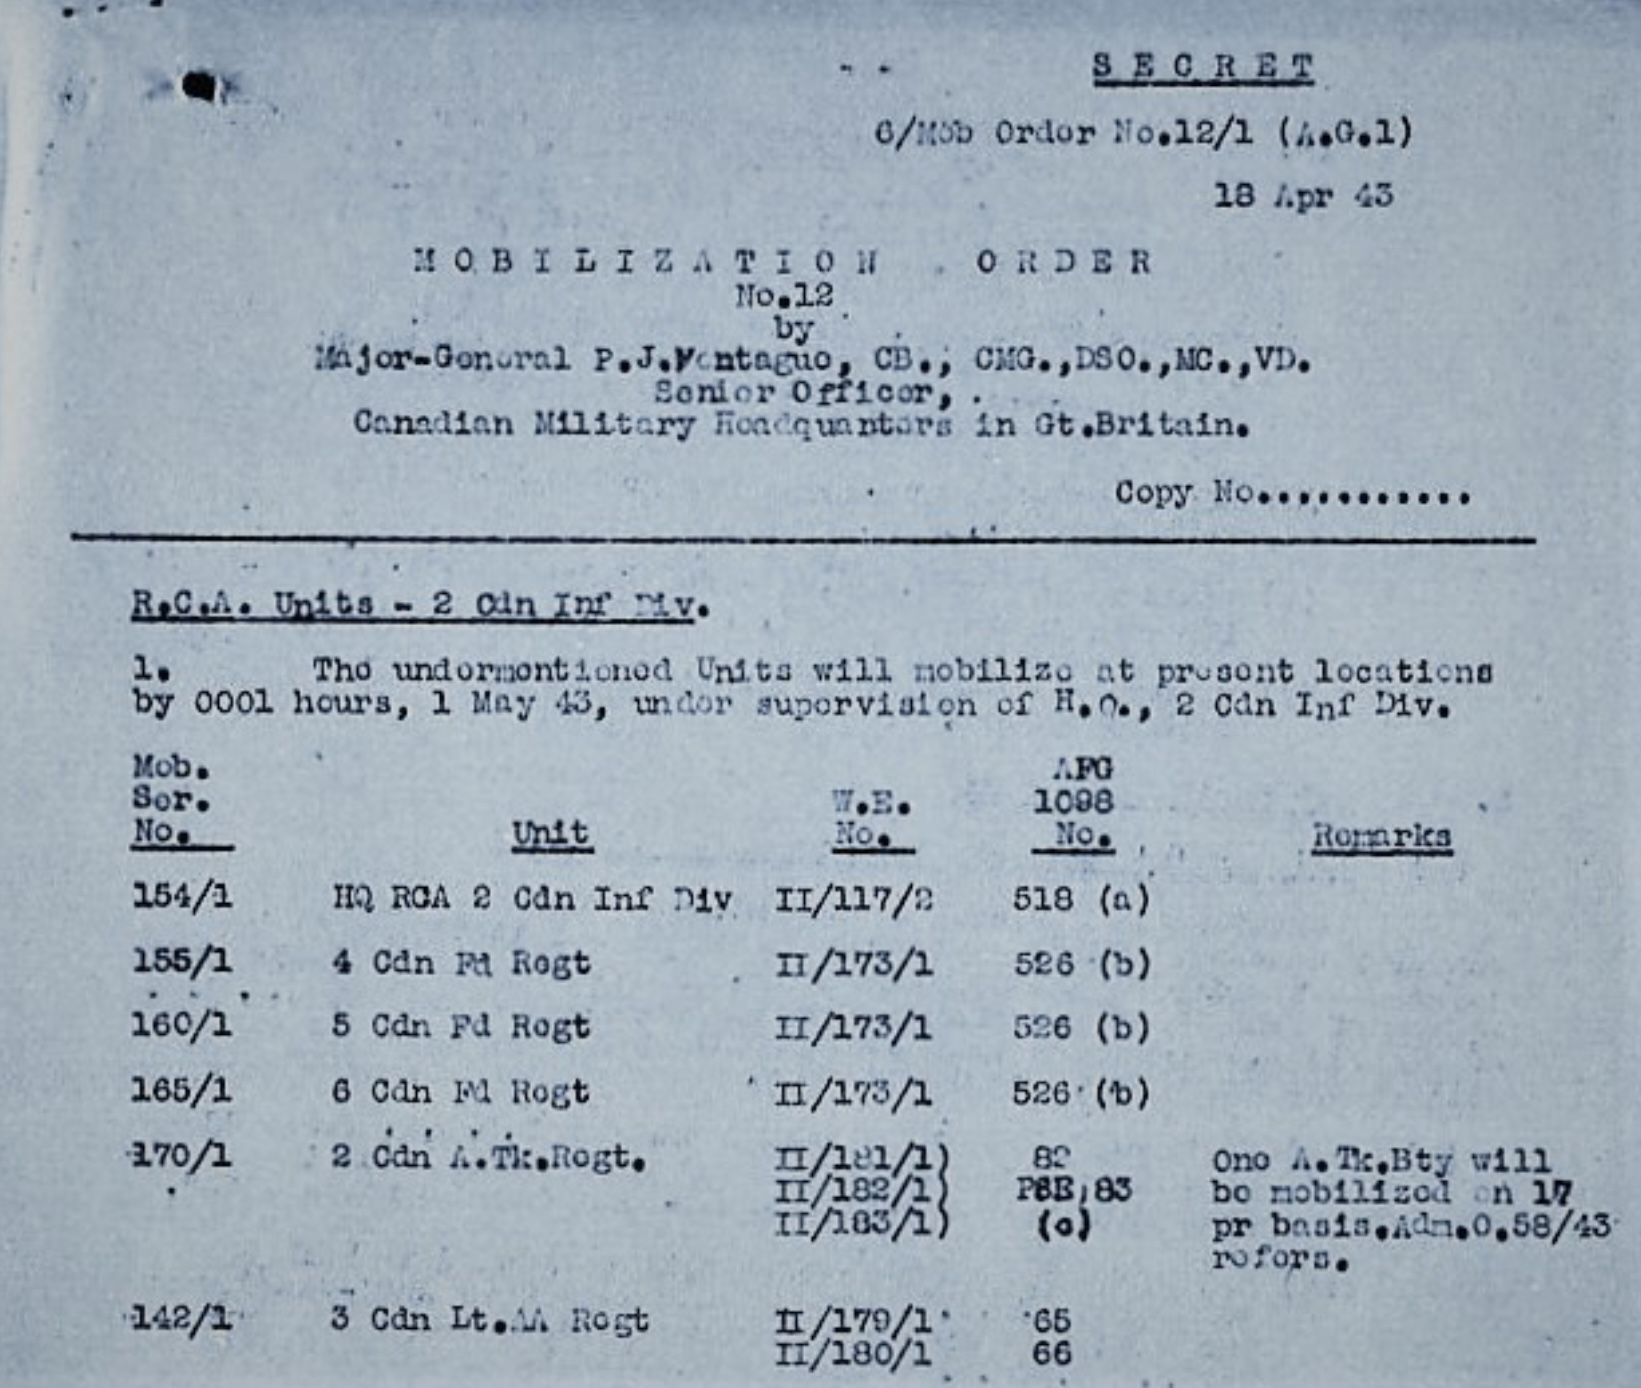 SECRET
6/Mob Order No.12/1 (A.G.1)
18 Apr 43
MOBILIZATION ORDER
No.12
by
Major-General P.J.Montague, CB., CMG.,DSO.,MC.,VD.
Senior Officer,
Canadian Military Headquarters in Gt.Britain.
Copy No...........
R.C.A. Units - 2 Cdn Inf Div.
1. The undermentioned Units will mobilize at present locations
by 0001 hours, 1 May 43, under supervision of H.Q., 2 Cdn Inf Div.
Mob. AFG
Ser. W.E. 1098
No. Unit No. No. Remarks
154/1 HQ RCA 2 Cdn Inf Div II/117/2 518 (a)
155/1 4 Cdn Fd Regt II/173/1 526 (b)
160/1 5 Cdn Fd Regt II/173/1 526 (b)
165/1 6 Cdn Fd Regt II/173/1 526 (b)
170/1 2 Cdn A.Tk.Regt. II/181/1) 82 One A.Tk.Bty will
II/182/1) 83 be mobilized on 17
II/183/1) (c) pr basis.Adm.O.58/43
refers.
142/1 3 Cdn Lt.AA Regt II/179/1 65
II/180/1 66